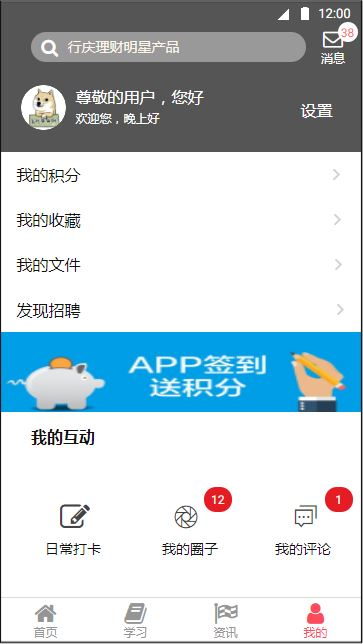 12:00
行庆理财明星产品
38
消息
尊敬的用户，您好
欢迎您，晚上好
设置
我的积分
我的收藏
我的文件
发现招聘
APP签到
送积分
我的互动
12
1
日常打卡
我的圈子
我的评论
首页
学习
资讯
我的